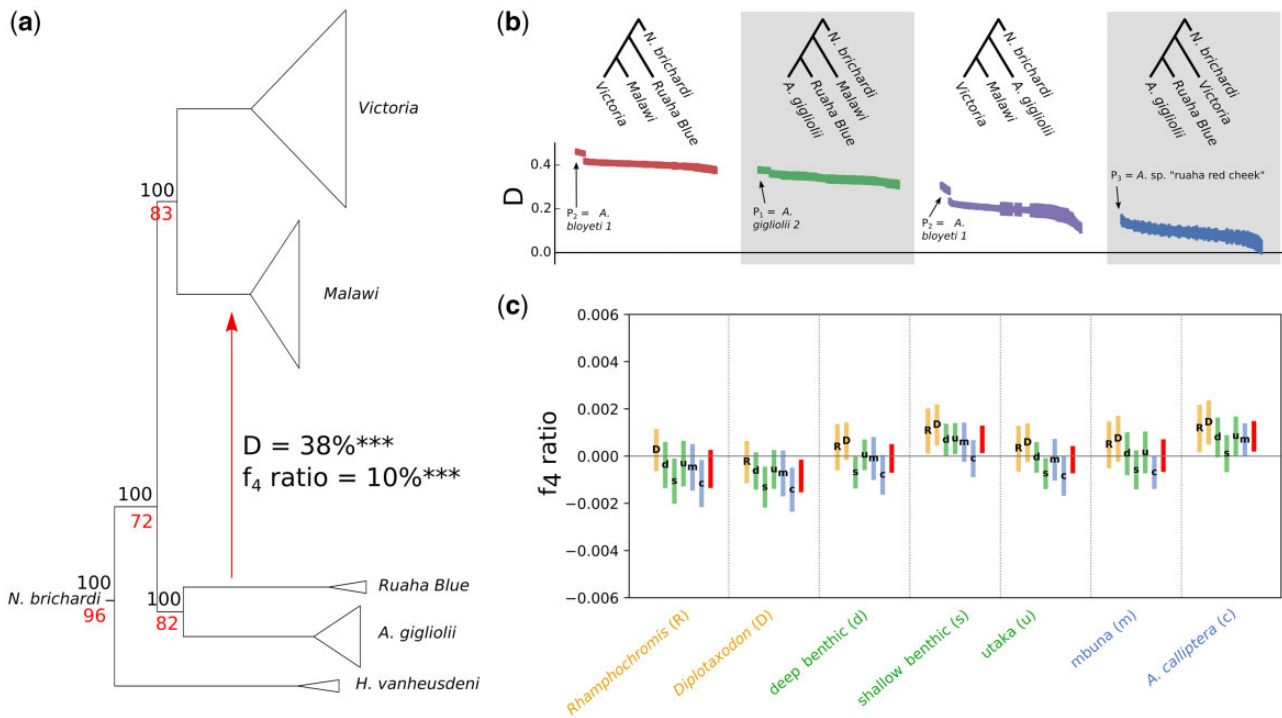 (a)
Victoria
100
83
Malawi
D = 38%***
f4 ratio = 10%***
100
72
100
N. brichardi
96
100
82
Ruaha Blue
A. gigliolii
H. vanheusdeni
(b)
N. brichardi
Ruaha Blue
Malawi
Victoria
N. brichardi
Malawi
Ruaha Blue
A. gigliolii
N. brichardi
A. gigliolii
Malawi
Victoria
N. brichardi
Victoria
Ruaha Blue
A. gigliolii
D
0.4
0.2
0.0
P2 = A.
bloyeti 1
P1 = A.
gigliolii 2
P2 = A.
bloyeti 1
P3 = A. sp. "ruaha red cheek"
(c)
f4 ratio
0.006
0.004
0.002
0.000
−0.002
−0.004
−0.006
D d s u m c
R d s u m c
R D s u m c
R D d u m c
R D d s m c
R D d s u c
R D d s u m
Rhamphochromis (R)
Diplotaxodon (D)
deep benthic (d)
shallow benthic (s)
utaka (u)
mbuna (m)
A. calliptera (c)